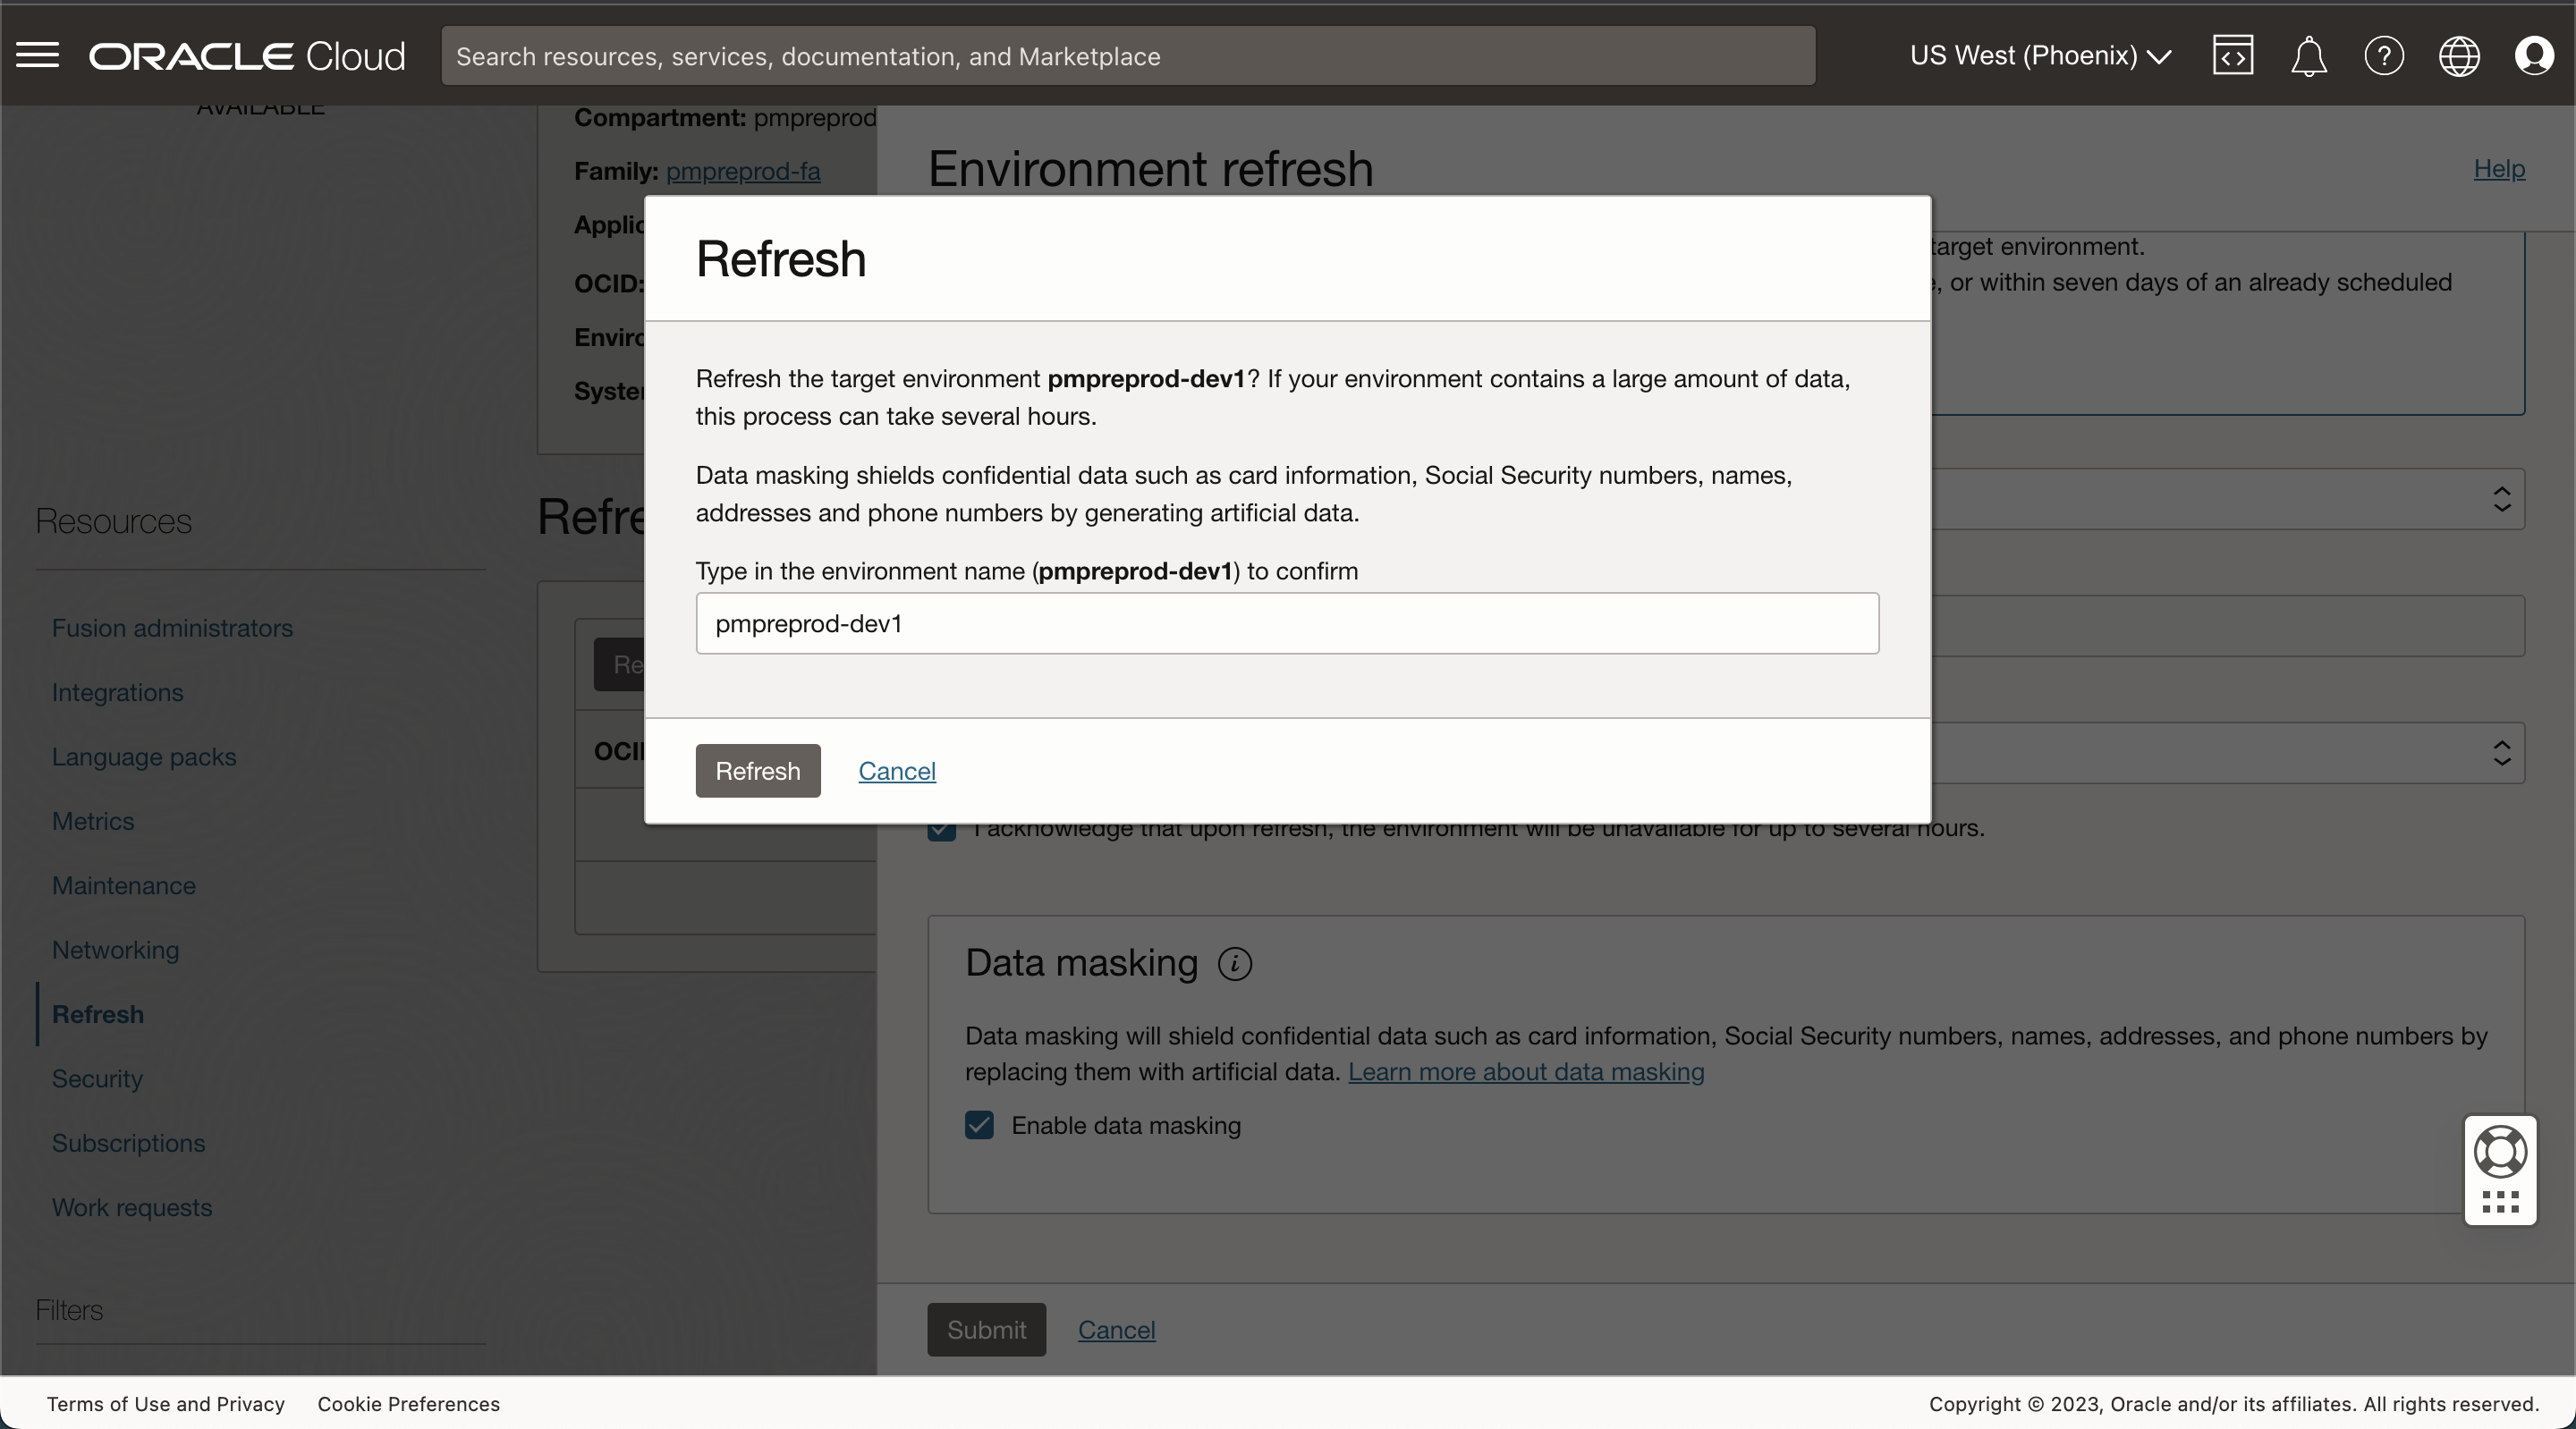 ORACLE Cloud
Search resources, services, documentation, and Marketplace
US West (Phoenix)
AVAILABLE
Compartment: pmpreprod
Family: pmpreprod-fa
OCID:
Resources
Fusion administrators
Integrations
Language packs
Metrics
Maintenance
Networking
Refresh
Security
Subscriptions
Work requests
Filters
Environment refresh
Help
target environment.
, or within seven days of an already scheduled
Refresh
Refresh the target environment pmpreprod-dev1? If your environment contains a large amount of data,
this process can take several hours.
Data masking shields confidential data such as card information, Social Security numbers, names,
addresses and phone numbers by generating artificial data.
Type in the environment name (pmpreprod-dev1) to confirm
pmpreprod-dev1
Refresh
Cancel
I acknowledge that upon refresh, the environment will be unavailable for up to several hours.
Data masking
Data masking will shield confidential data such as card information, Social Security numbers, names, addresses, and phone numbers by
replacing them with artificial data. Learn more about data masking
Enable data masking
Submit
Cancel
Terms of Use and Privacy
Cookie Preferences
Copyright © 2023, Oracle and/or its affiliates. All rights reserved.